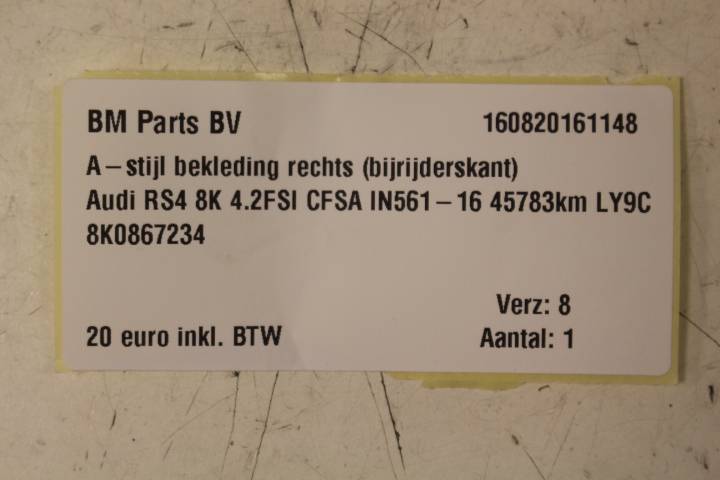 BM Parts BV 160820161148
A-stijl bekleding rechts (bijrijderskant)
Audi RS4 8K 4.2FSI CFSA IN561-16 45783km LY9C
8K0867234
Verz: 8
20 euro inkl. BTW Aantal: 1